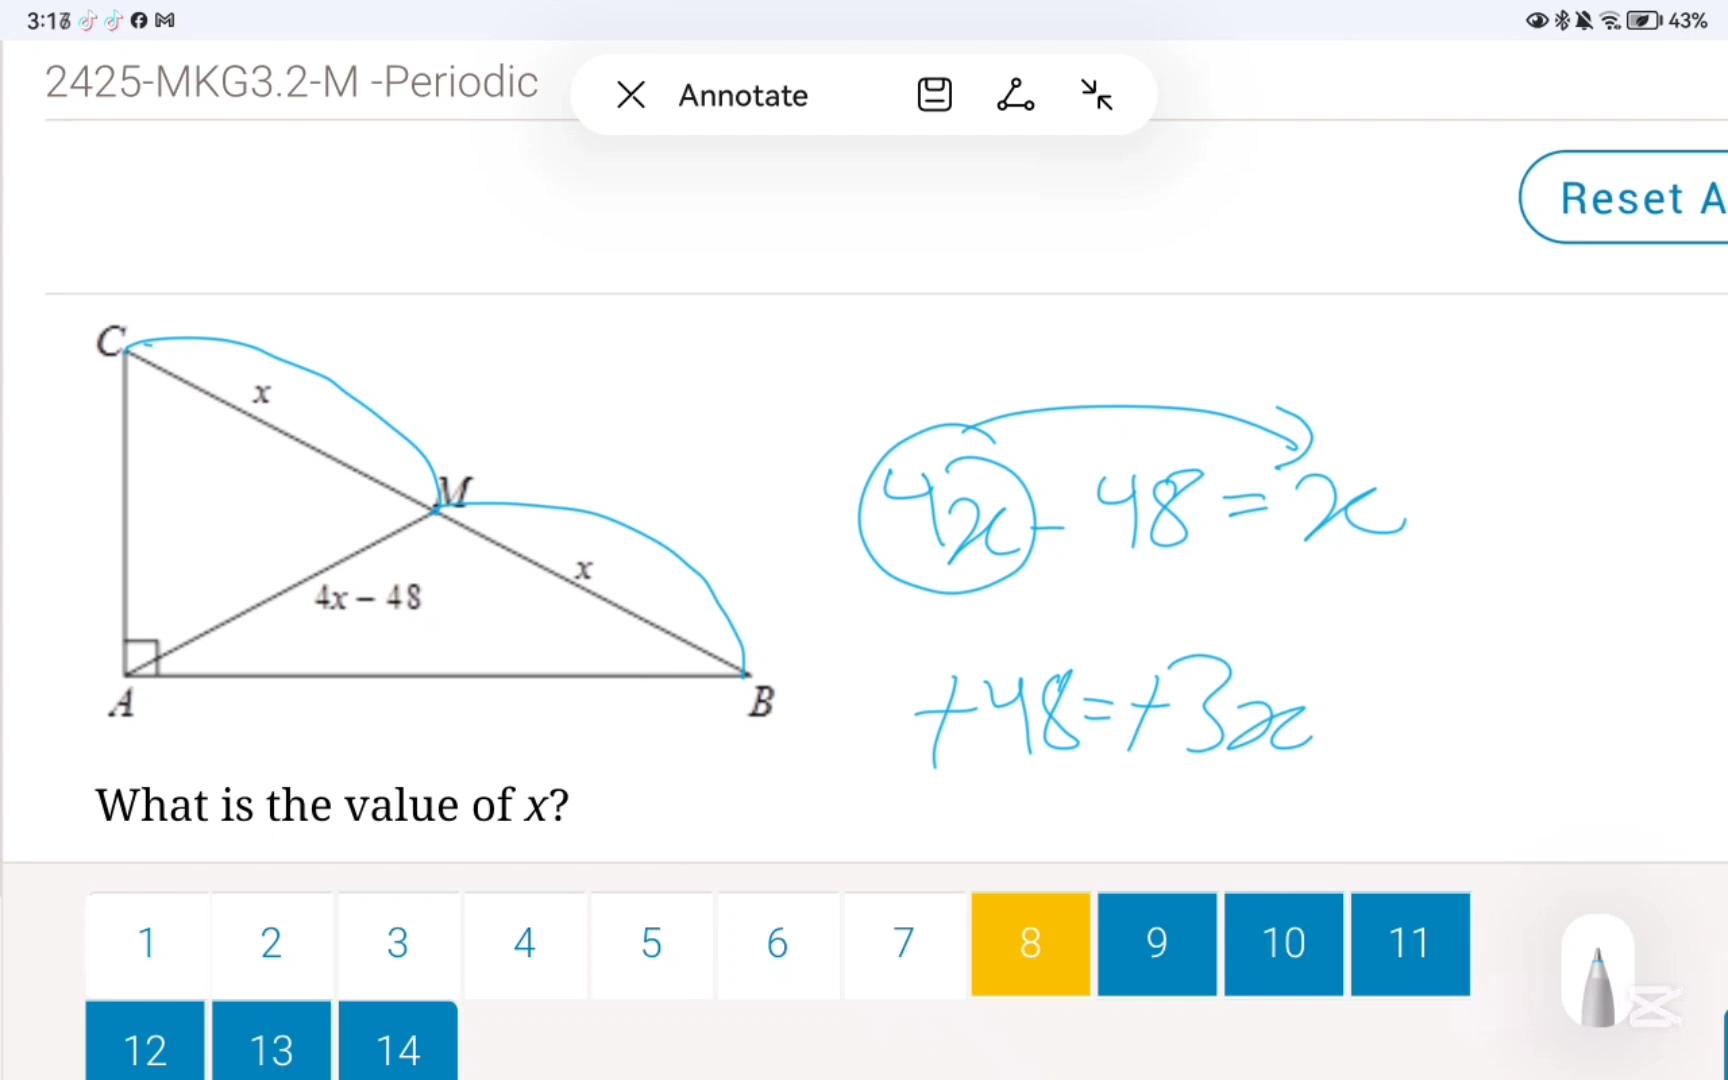 3:16
43%
2425-MKG3.2-M -Periodic
Annotate
Reset A
C
x
M
x
4x – 48
A
B
4x - 48 = x
+48=+3x
What is the value of x?
1 2 3 4 5 6 7 8 9 10 11
12 13 14